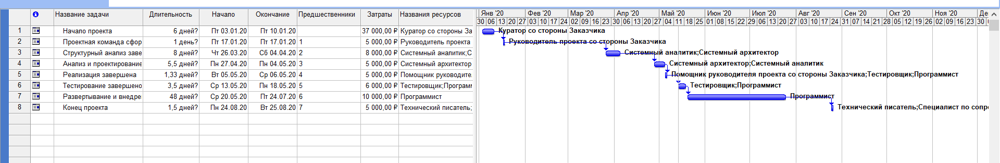 Название задачи Длительность Начало Окончание Предшественники Затраты Названия ресурсов
Янв '20 Фев '20 Мар '20 Апр '20 Май '20 Июн '20 Июл '20 Авг '20 Сен '20 Окт '20 Ноя '20 Де
30 06 13 20 27 03 10 17 24 02 09 16 23 30 06 13 20 27 04 11 18 25 01 08 15 22 29 06 13 20 27 03 10 17 24 31 07 14 21 28 05 12 19 26 02 09 16 23 30 0
1 Начало проекта 6 дней? Пт 03.01.20 Пт 10.01.20 37 000,00 ₽ Куратор со стороны За
Куратор со стороны Заказчика
2 Проектная команда сфор 1 день? Пт 17.01.20 Пт 17.01.20 1 5 000,00 ₽ Руководитель проекта
Руководитель проекта со стороны Заказчика
3 Структурный анализ заве 8 дней? Чт 26.03.20 Сб 04.04.20 2 8 000,00 ₽ Системный аналитик;С
Системный аналитик;Системный архитектор
4 Анализ и проектирование 5,5 дней? Пн 27.04.20 Пн 04.05.20 3 5 000,00 ₽ Системный архитектор
Системный архитектор;Системный аналитик
5 Реализация завершена 1,33 дней? Вт 05.05.20 Ср 06.05.20 4 5 000,00 ₽ Помощник руководите.
Помощник руководителя проекта со стороны Заказчика;Тестировщик;Программист
6 Тестирование завершено 3,5 дней? Ср 13.05.20 Пн 18.05.20 5 6 000,00 ₽ Тестировщик;Программ
Тестировщик;Программист
7 Развертывание и внедре 48 дней? Ср 20.05.20 Пт 24.07.20 6 10 000,00 ₽ Программист
Программист
8 Конец проекта 1,5 дней? Пн 24.08.20 Вт 25.08.20 7 5 000,00 ₽ Технический писатель;
Технический писатель;Специалист по сопро